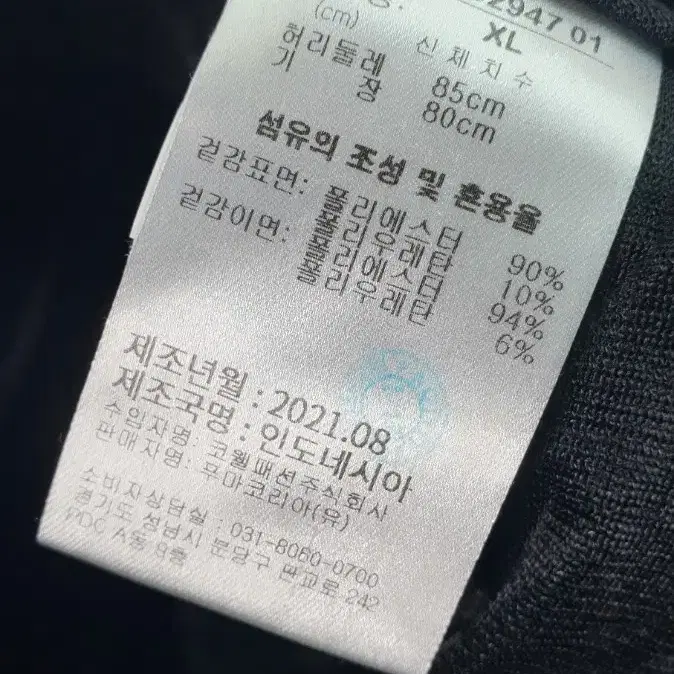 2947 01
XL
(cm) 신체치수
허리둘레 85cm
기 장 80cm
섬유의 조성 및 혼용율
겉감표면: 폴리에스터 90%
폴리우레탄 10%
겉감이면: 폴리에스터 94%
폴리우레탄 6%
제조년월 : 2021.08
제조국명 : 인도네시아
수입자명: 코웰패션주식회사
판매자명: 푸마코리아(유)
소비자상담실 : 031-8060-0700
경기도 성남시 분당구 판교로 242
PDC A동 9층